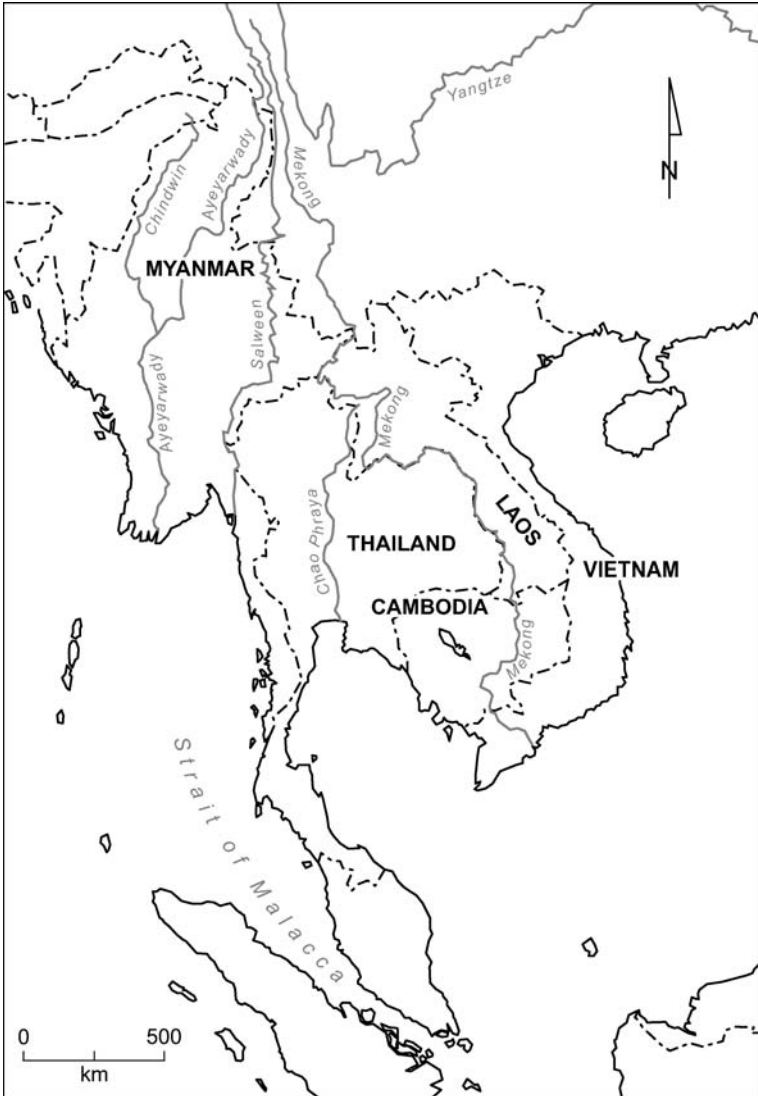 Yangtze
N
Chindwin
Ayeyarwady
Mekong
MYANMAR
Salween
Ayeyarwady
Mekong
Chao Phraya
LAOS
THAILAND
VIETNAM
CAMBODIA
Mekong
Strait of Malacca
0 500
km